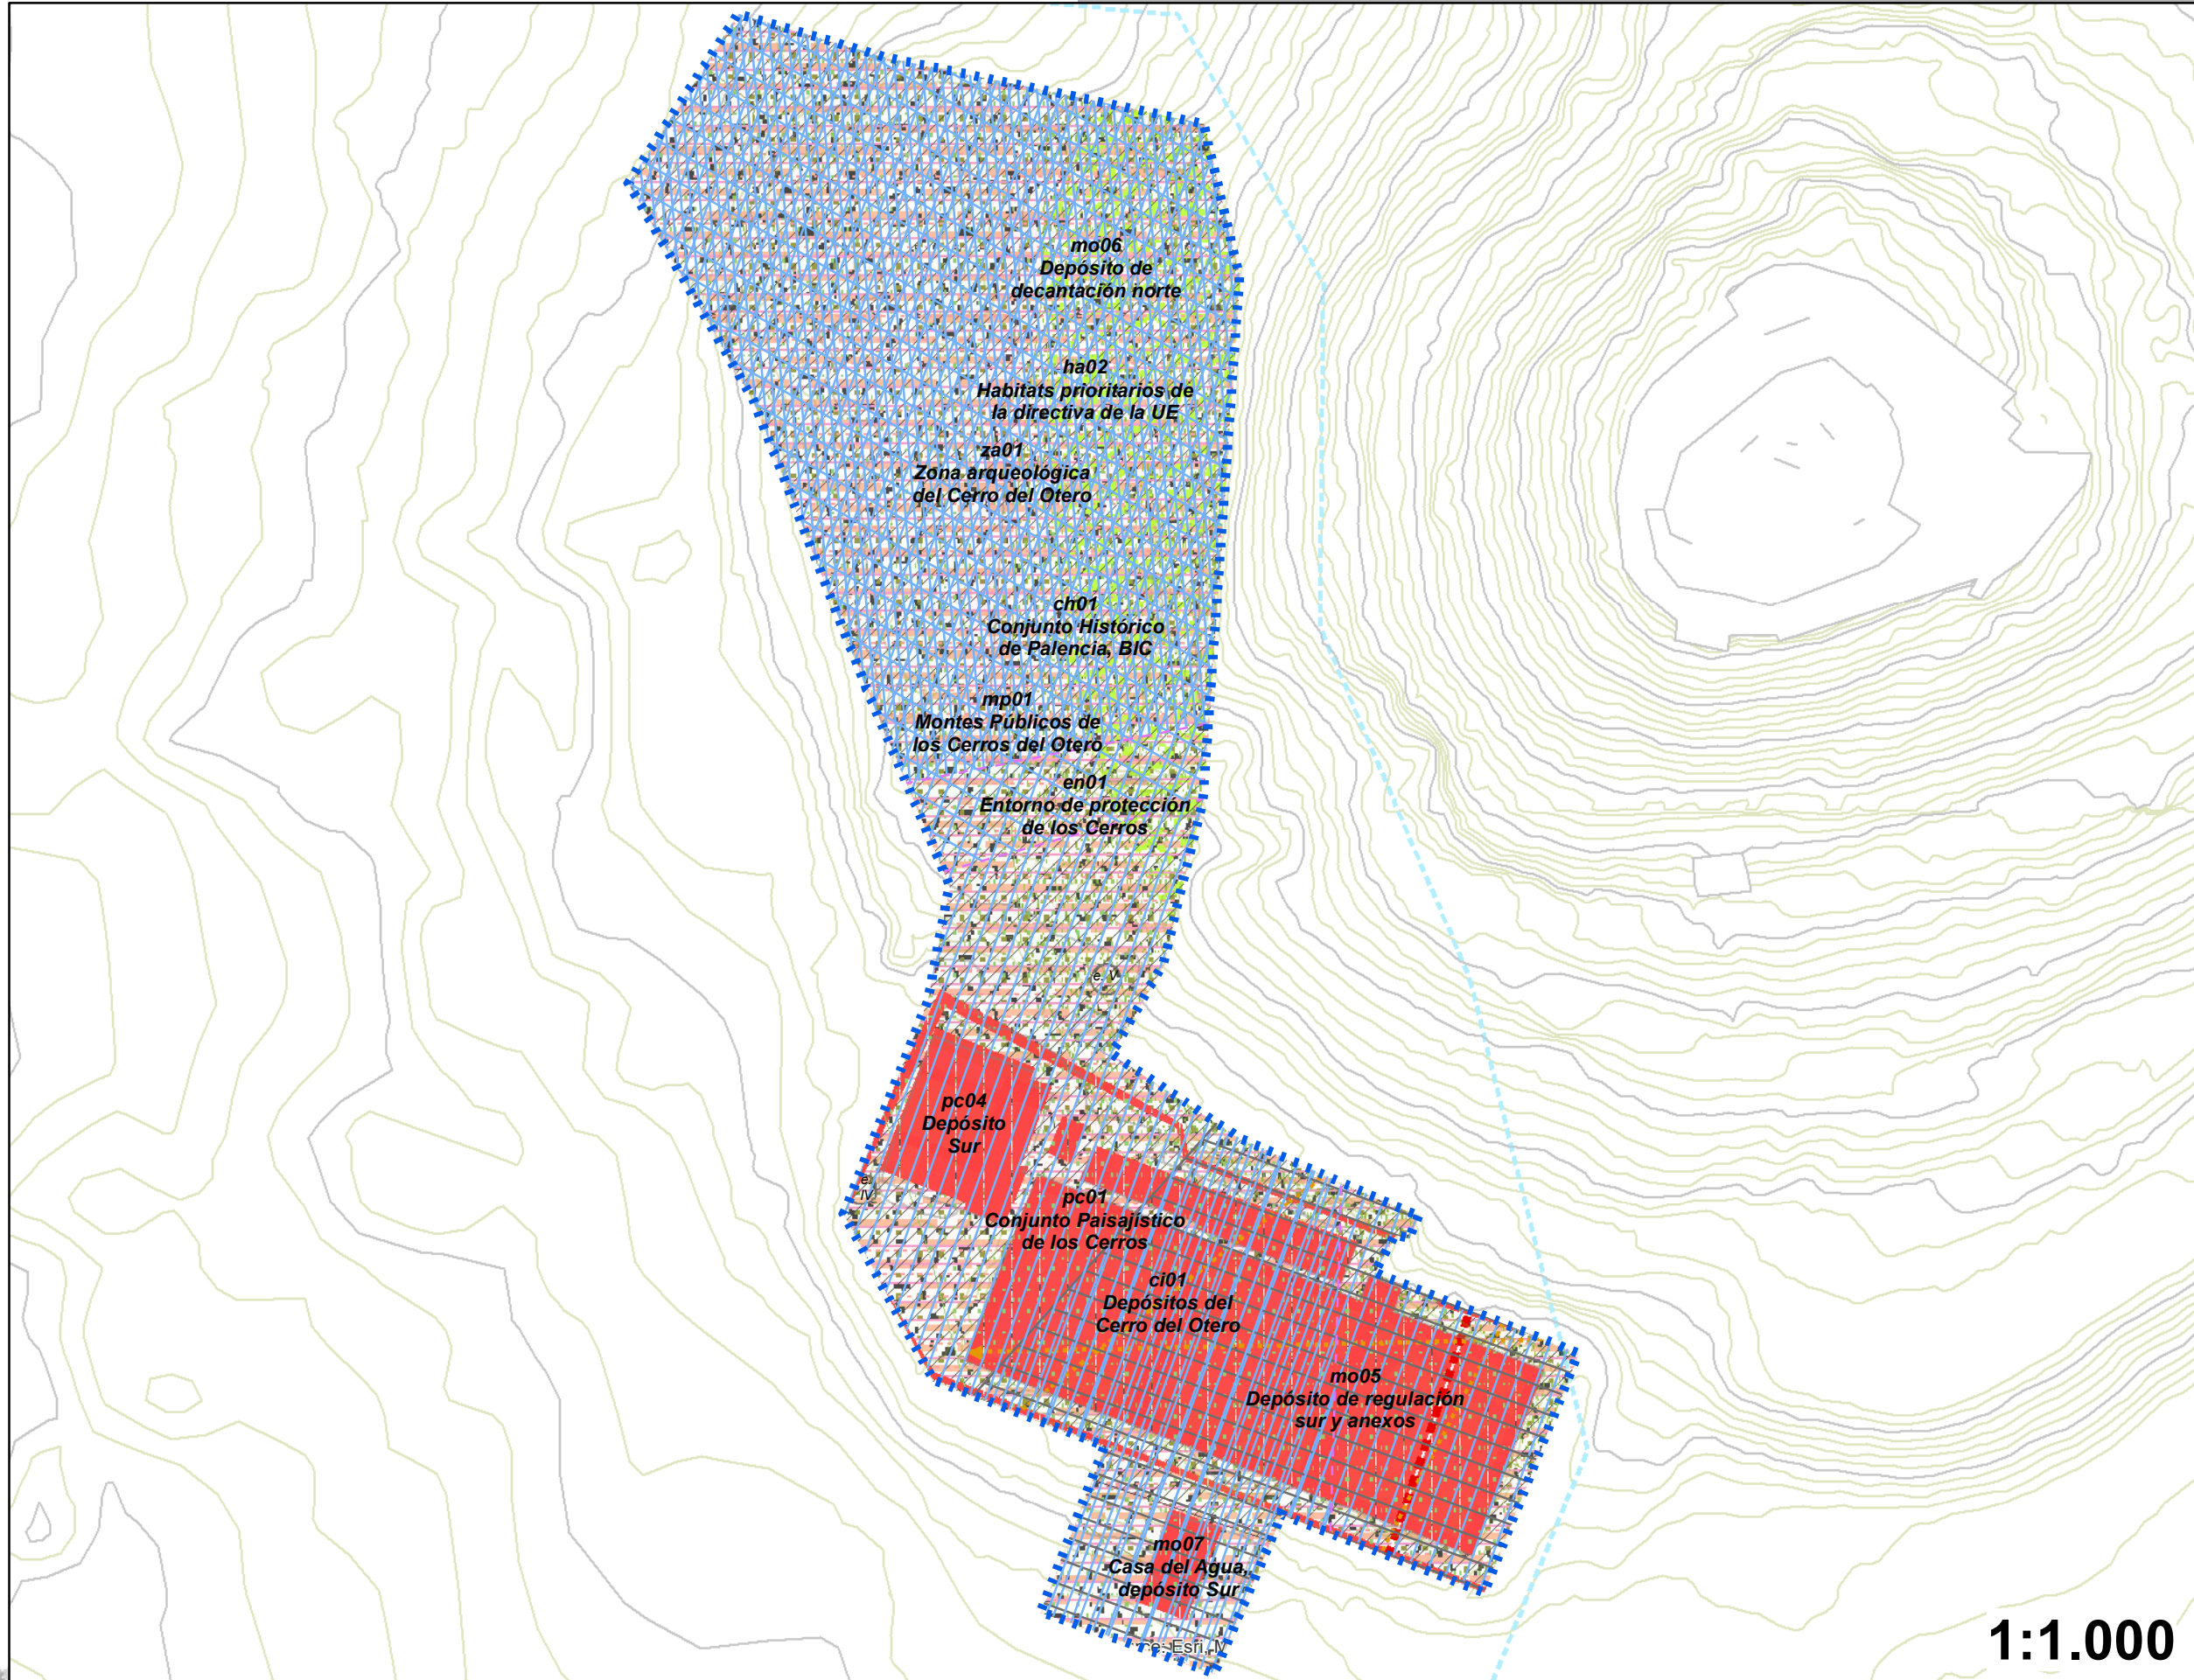 mo06
Depósito de
decantación norte
ha02
Habitats prioritarios de
la directiva de la UE
za01
Zona arqueológica
del Cerro del Otero
ch01
Conjunto Histórico
de Palencia, BIC
mp01
Montes Públicos de
los Cerros del Otero
en01
Entorno de protección
de los Cerros
e. V
pc04
Depósito
Sur
e.
IV
pc01
Conjunto Paisajístico
de los Cerros
ci01
Depósitos del
Cerro del Otero
mo05
Depósito de regulación
sur y anexos
mo07
Casa del Agua,
depósito Sur
Esri, M
1:1.000